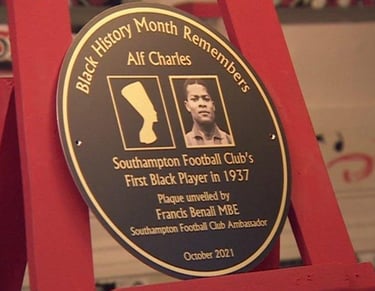 Black History Month Remembers
Alf Charles
Southampton Football Club's
First Black Player in 1937
Plaque unveiled by
Francis Benali MBE
Southampton Football Club Ambassador
October 2021